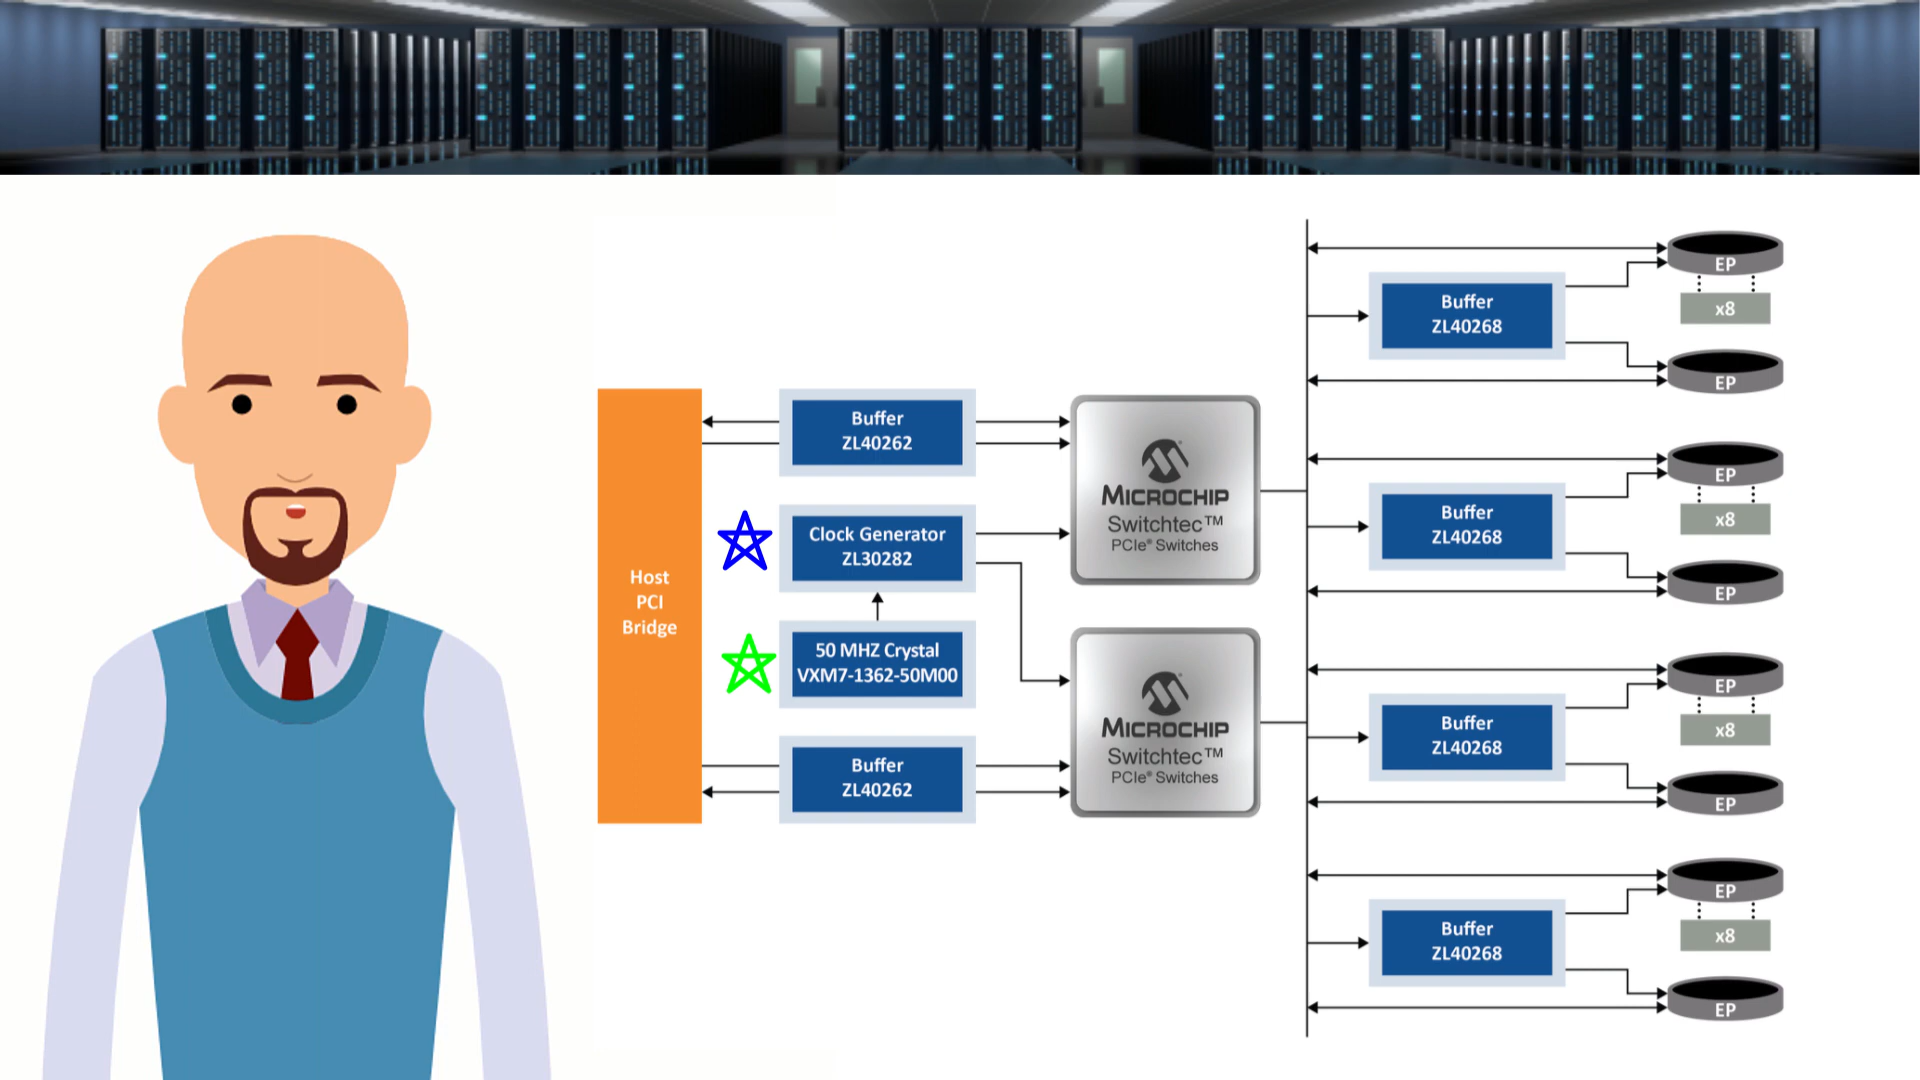 Host
PCI
Bridge
Buffer
ZL40262
Clock Generator
ZL30282
50 MHZ Crystal
VXM7-1362-50M00
Buffer
ZL40262
MICROCHIP
Switchtec™
PCIe® Switches
MICROCHIP
Switchtec™
PCIe® Switches
Buffer
ZL40268
EP
x8
EP
Buffer
ZL40268
EP
x8
EP
Buffer
ZL40268
EP
x8
EP
Buffer
ZL40268
EP
x8
EP